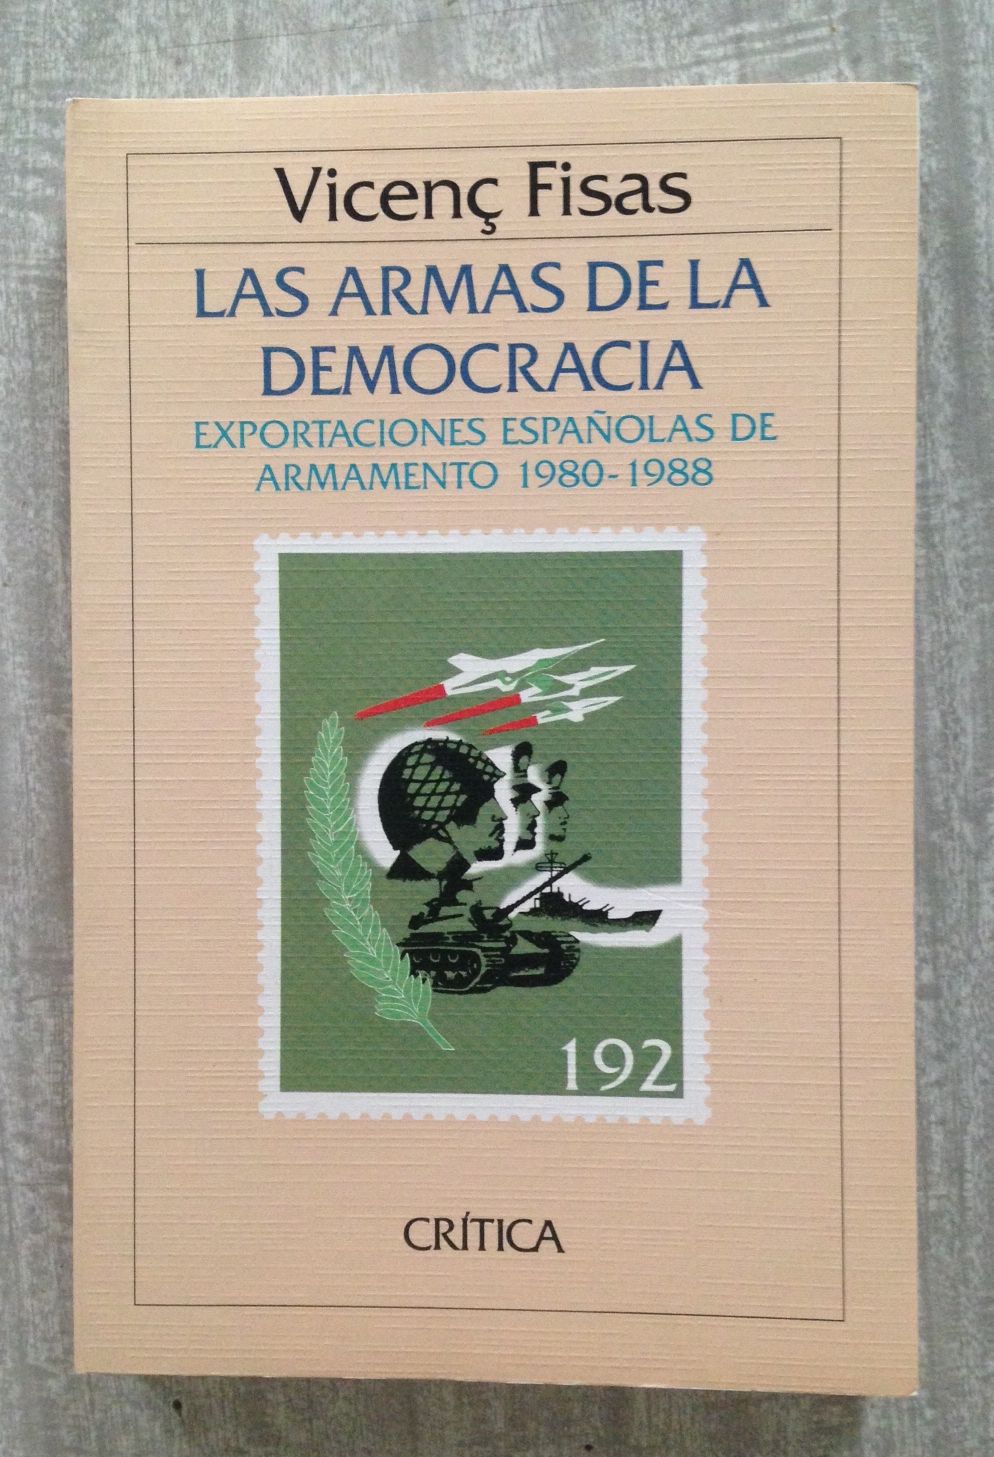 Vicenç Fisas
LAS ARMAS DE LA
DEMOCRACIA
EXPORTACIONES ESPAÑOLAS DE
ARMAMENTO 1980-1988
192
CRÍTICA